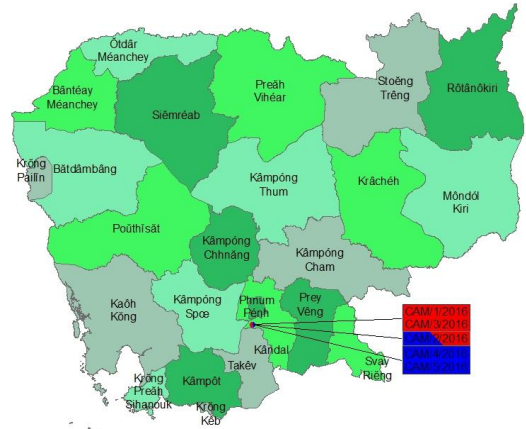 Ŏtdâr
Méanchey
Bântéay
Méanchey
Siĕmréab
Preăh
Vihéar
Stoĕng
Trêng
Rôtânôkiri
Krŏng
Pailĭn
Bătdâmbâng
Kâmpóng
Thum
Krâchéh
Môndól
Kiri
Poŭthĭsăt
Kâmpóng
Chhnăng
Kâmpóng
Cham
Kaôh
Kŏng
Kâmpóng
Spœ
Phnum
Pénh
Prey
Vêng
CAM/1/2016
CAM/3/2016
CAM/2/2016
CAM/4/2016
CAM/5/2016
Kândal
Svay
Riĕng
Takêv
Krŏng
Preăh
Sihanouk
Kâmpôt
Krŏng
Kêb